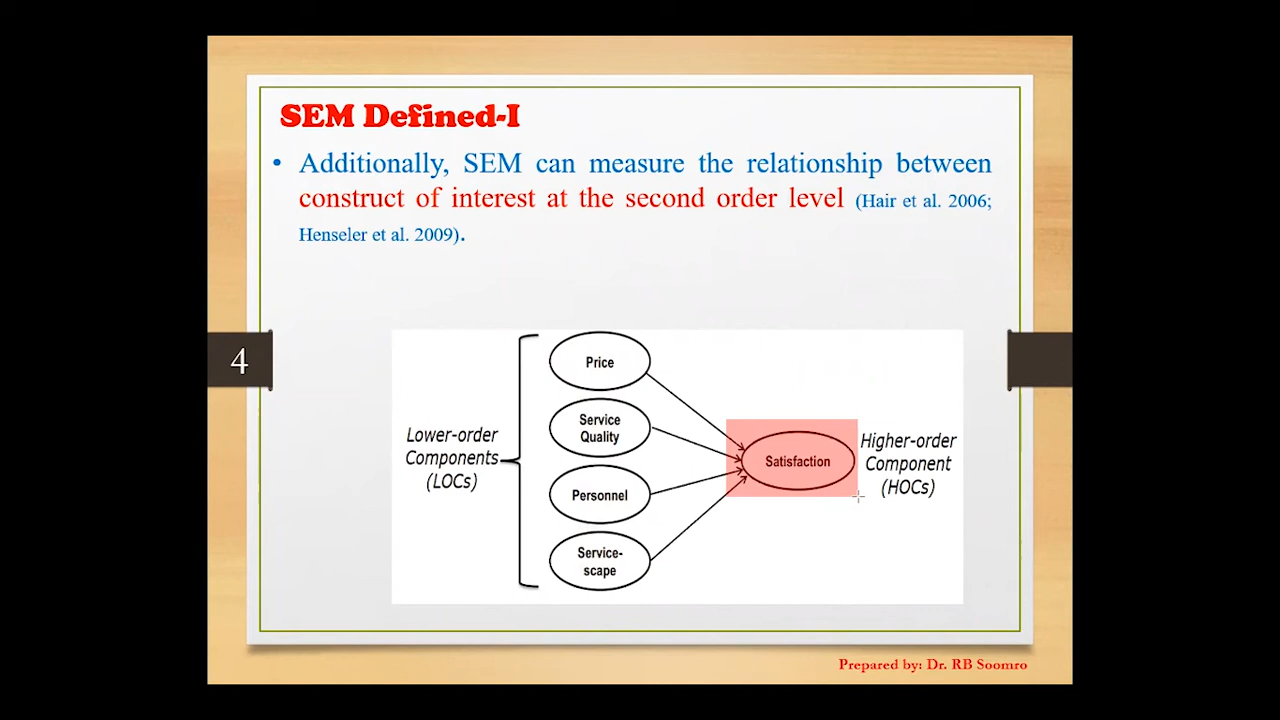 SEM Defined-I
• Additionally, SEM can measure the relationship between
construct of interest at the second order level (Hair et al. 2006;
Henseler et al. 2009).
4
Lower-order
Components
(LOCs)
Price
Service
Quality
Personnel
Service-
scape
Satisfaction
Higher-order
Component
(HOCs)
Prepared by: Dr. RB Soomro